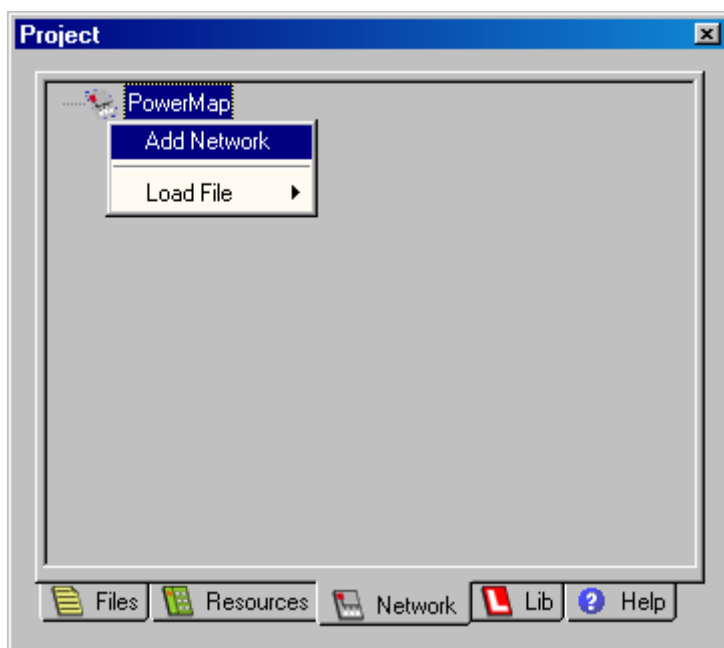 Project
PowerMap
Add Network
Load File
Files Resources Network Lib Help